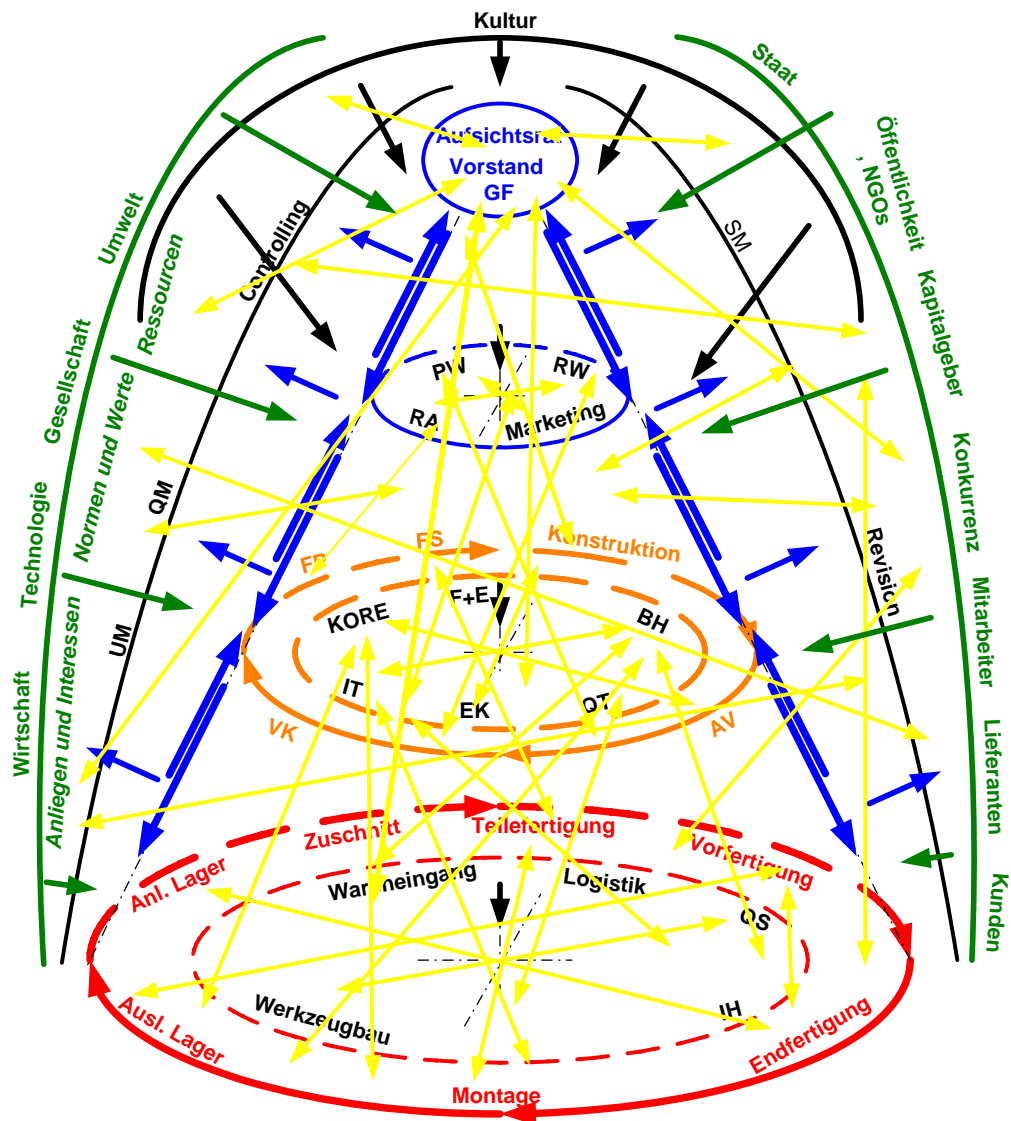 Kultur
Staat
Aufsichtsrat
Vorstand
GF
Öffentlichkeit
, NGOs
Umwelt
Controlling
SM
Ressourcen
Kapitalgeber
Gesellschaft
PW
RW
RA
Marketing
Normen und Werte
QM
Konkurrenz
Technologie
FS
Konstruktion
Revision
F+E
KORE
BH
Mitarbeiter
UM
IT
EK
QT
VK
AV
Wirtschaft
Anliegen und Interessen
Lieferanten
Zuschnitt
Teilefertigung
Vorfertigung
Anl. Lager
Wareneingang
Logistik
QS
Kunden
Werkzeugbau
IH
Ausl. Lager
Endfertigung
Montage